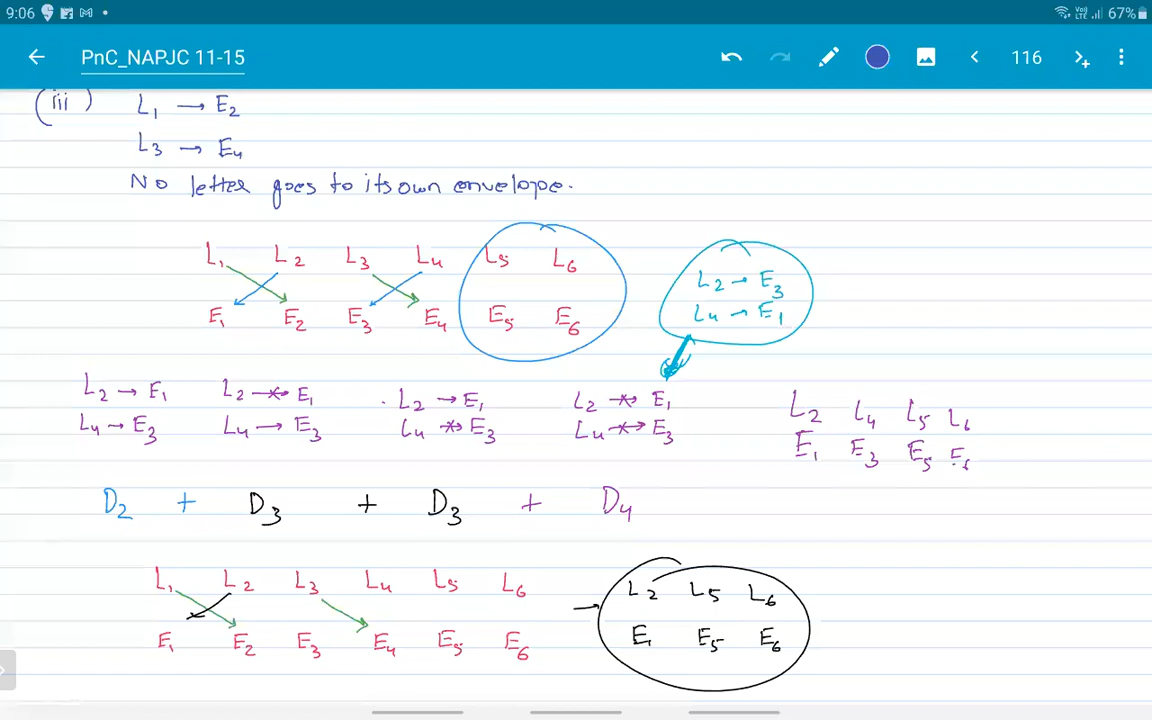 9:06 67%
PnC_NAPJC 11-15 116
(iii) L1 → E2
L3 → E4
No letter goes to its own envelope.
L1 L2 L3 L4 L5 L6
E1 E2 E3 E4 E5 E6
L2 → E3
L4 → E1
L2 → E1 L2 ↛ E1 L2 → E1 L2 ↛ E1
L4 → E3 L4 → E3 L4 ↛ E3 L4 ↛ E3
L2 L4 L5 L6
E1 E3 E5 E6
D2 + D3 + D3 + D4
L1 L2 L3 L4 L5 L6
E1 E2 E3 E4 E5 E6
L2 L5 L6
E1 E5 E6